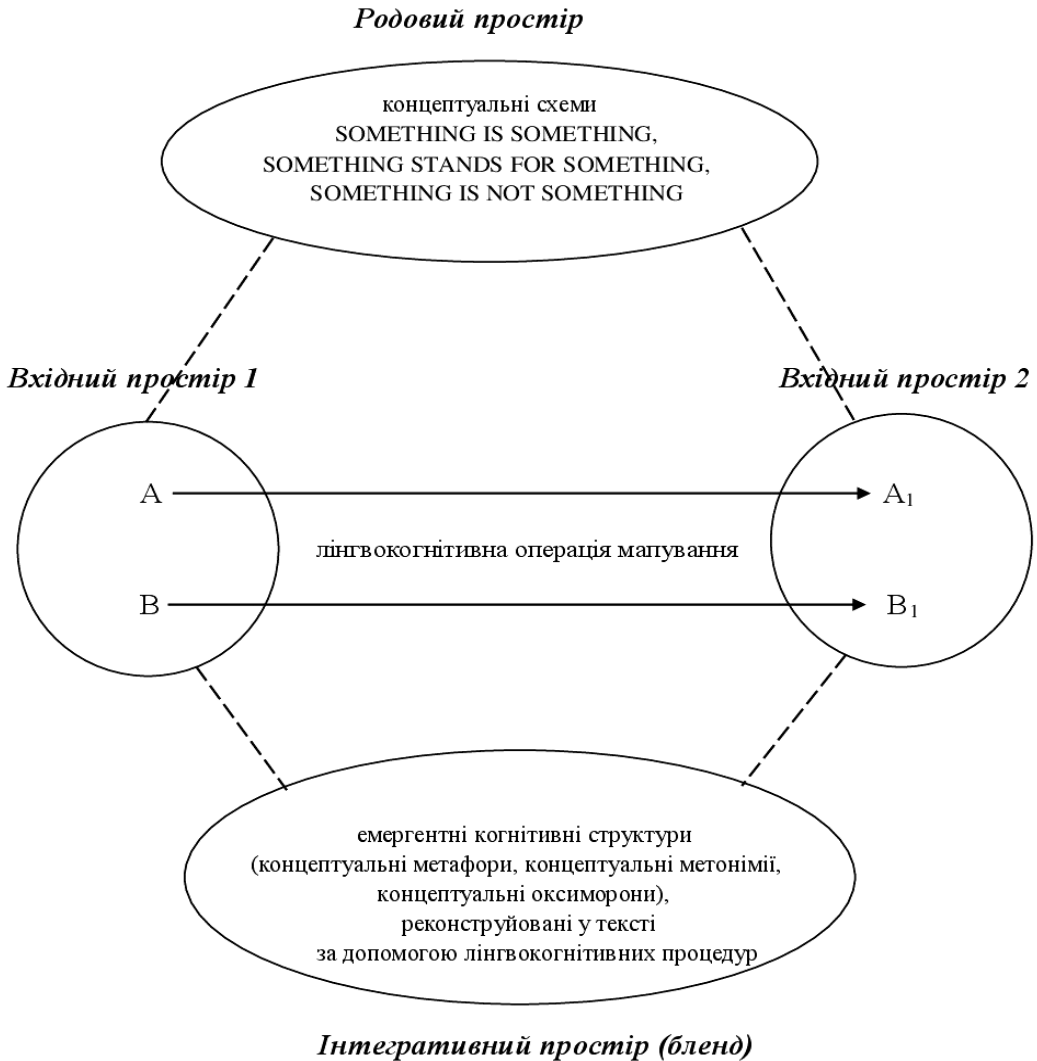 Родовий простір
концептуальні схеми
SOMETHING IS SOMETHING,
SOMETHING STANDS FOR SOMETHING,
SOMETHING IS NOT SOMETHING
Вхідний простір 1
Вхідний простір 2
A
A₁
лінгвокогнітивна операція мапування
B
B₁
емергентні когнітивні структури
(концептуальні метафори, концептуальні метонімії,
концептуальні оксиморони),
реконструйовані у тексті
за допомогою лінгвокогнітивних процедур
Інтегративний простір (бленд)